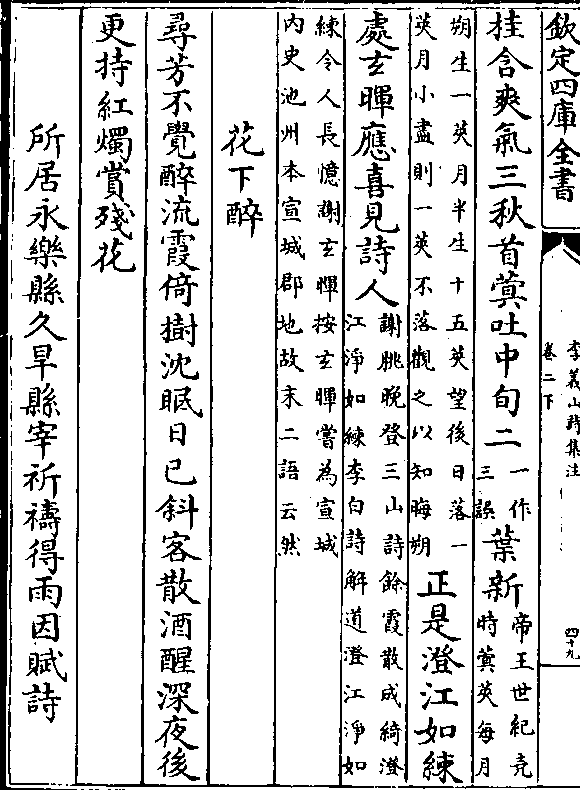 欽定四庫全書
李義山詩集注
卷二下
四十九
桂含爽氣三秋首蓂吐中旬二一作三誤葉新帝王世紀堯時蓂莢每月
朔生一莢月半生十五莢望後日落一莢月小盡則一莢不落觀之以知晦朔正是澄江如練
處玄暉應喜見詩人謝朓晚登三山詩餘霞散成綺澄江淨如練李白詩解道澄江淨如
練令人長憶謝玄暉按玄暉嘗為宣城內史池州本宣城郡地故末二語云然
花下醉
尋芳不覺醉流霞倚樹沈眠日已斜客散酒醒深夜後
更持紅燭賞殘花
所居永樂縣久旱縣宰祈禱得雨因賦詩